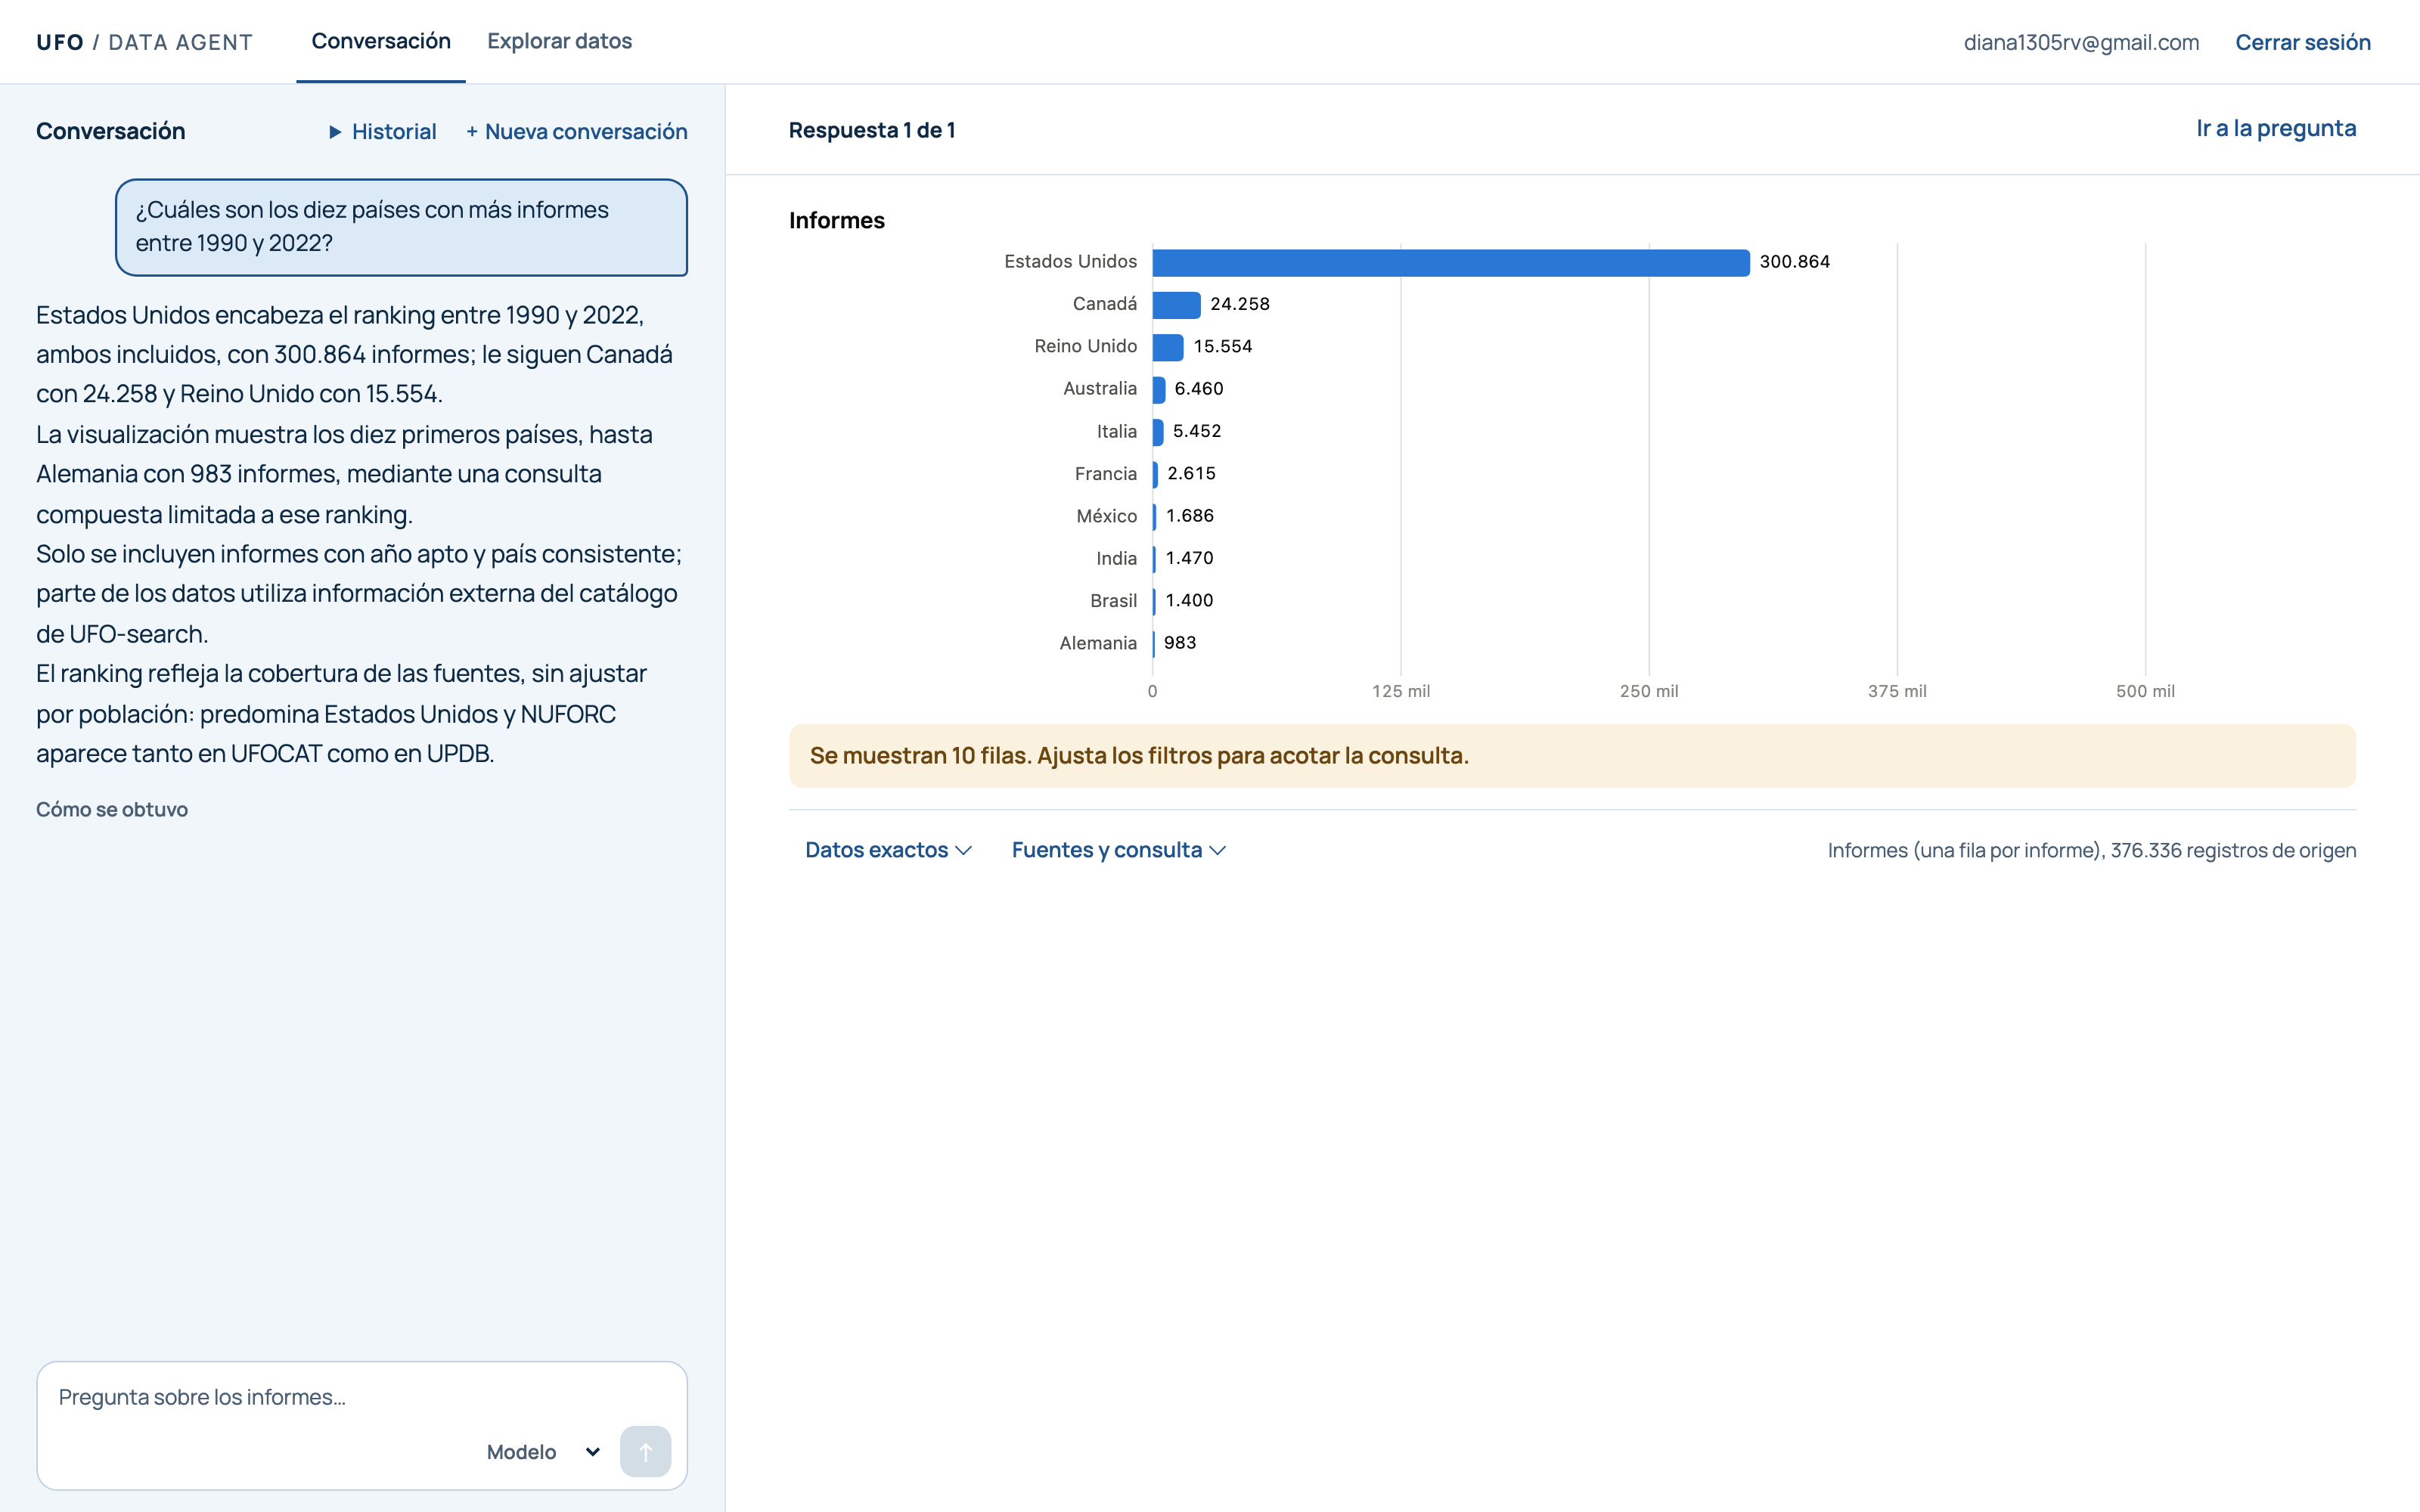 UFO / DATA AGENT
Conversación
Explorar datos
diana1305rv@gmail.com
Cerrar sesión
Conversación
Historial
+ Nueva conversación
¿Cuáles son los diez países con más informes
entre 1990 y 2022?
Estados Unidos encabeza el ranking entre 1990 y 2022,
ambos incluidos, con 300.864 informes; le siguen Canadá
con 24.258 y Reino Unido con 15.554.
La visualización muestra los diez primeros países, hasta
Alemania con 983 informes, mediante una consulta
compuesta limitada a ese ranking.
Solo se incluyen informes con año apto y país consistente;
parte de los datos utiliza información externa del catálogo
de UFO-search.
El ranking refleja la cobertura de las fuentes, sin ajustar
por población: predomina Estados Unidos y NUFORC
aparece tanto en UFOCAT como en UPDB.
Cómo se obtuvo
Pregunta sobre los informes...
Modelo
Respuesta 1 de 1
Ir a la pregunta
Informes
Estados Unidos 300.864
Canadá 24.258
Reino Unido 15.554
Australia 6.460
Italia 5.452
Francia 2.615
México 1.686
India 1.470
Brasil 1.400
Alemania 983
0 125 mil 250 mil 375 mil 500 mil
Se muestran 10 filas. Ajusta los filtros para acotar la consulta.
Datos exactos
Fuentes y consulta
Informes (una fila por informe), 376.336 registros de origen